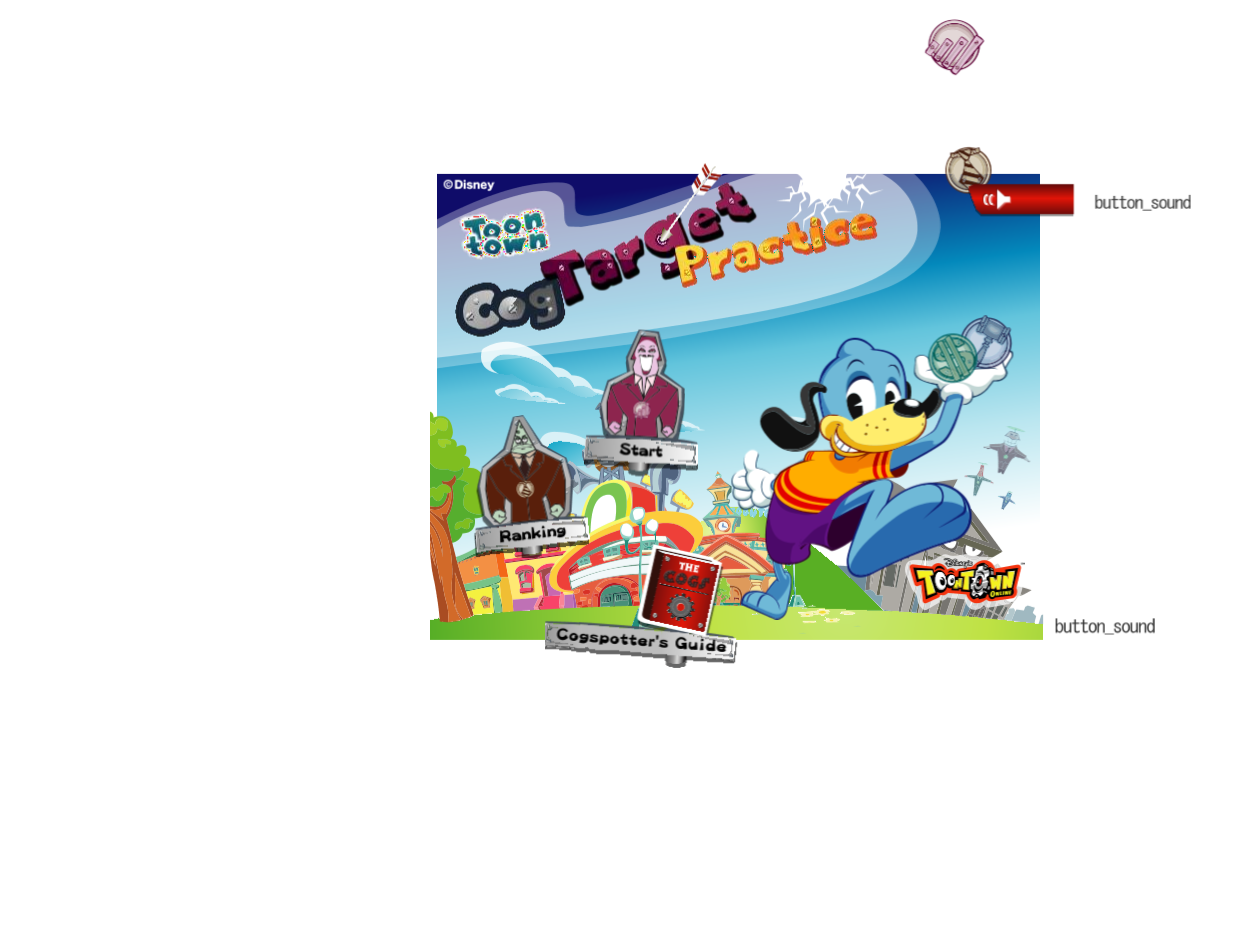 ©Disney
Toon
town
Cog Target
Practice
button_sound
Start
Ranking
THE
COGS
Cogspotter's Guide
Disney's
TOONTOWN
ONLINE
button_sound